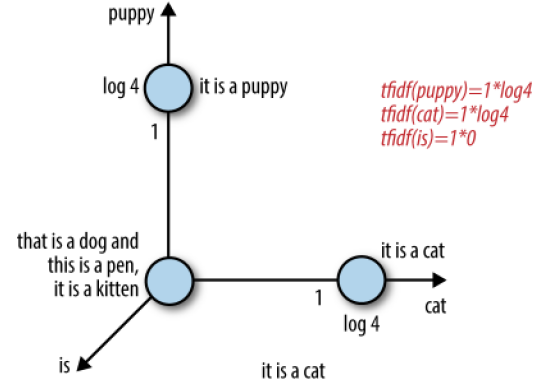 puppy
log 4
it is a puppy
1
tfidf(puppy)=1*log4
tfidf(cat)=1*log4
tfidf(is)=1*0
that is a dog and
this is a pen,
it is a kitten
it is a cat
1
cat
log 4
is
it is a cat